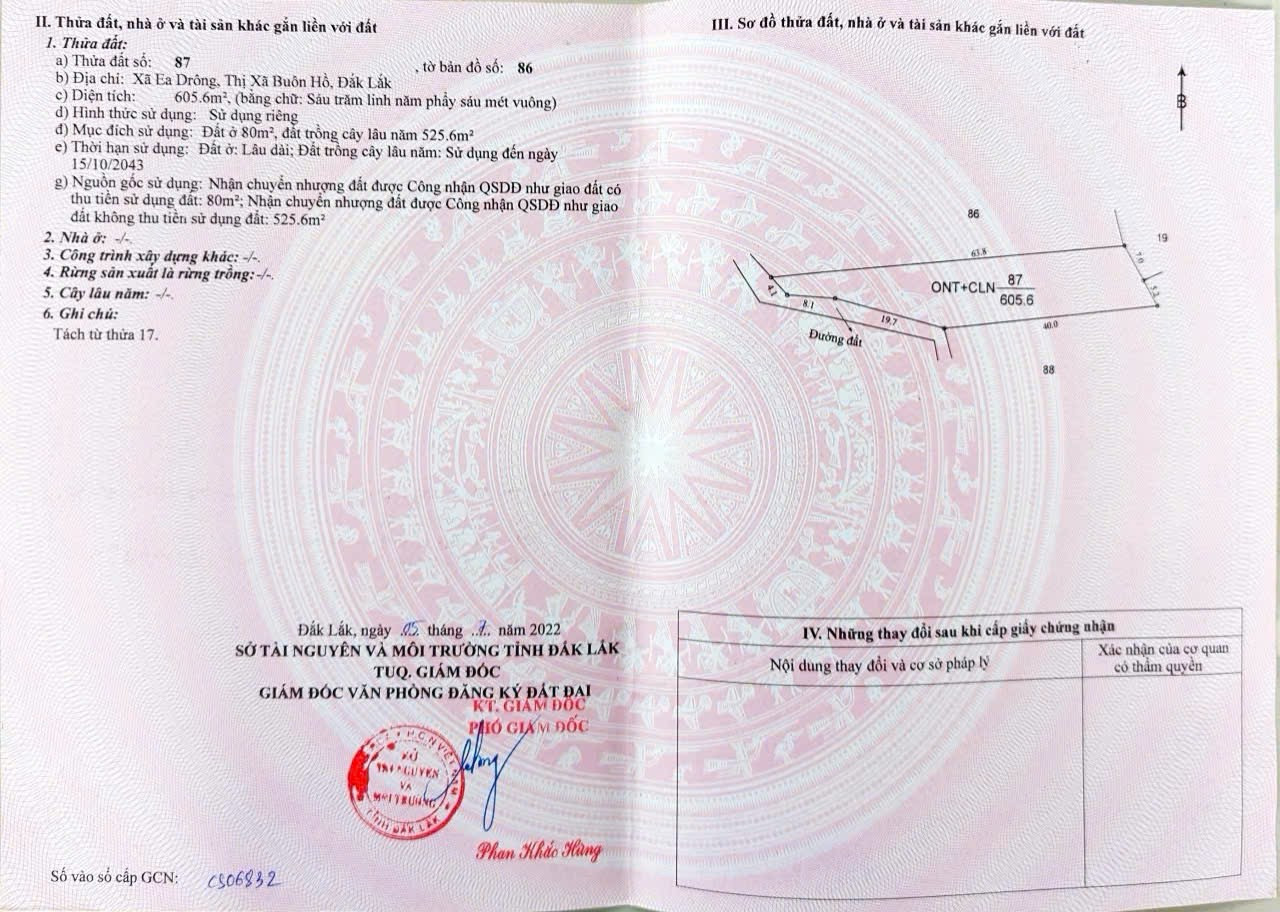 II. Thửa đất, nhà ở và tài sản khác gắn liền với đất
1. Thửa đất:
a) Thửa đất số: 87 , tờ bản đồ số: 86
b) Địa chỉ: Xã Ea Drông, Thị Xã Buôn Hồ, Đắk Lắk
c) Diện tích: 605.6m², (bằng chữ: Sáu trăm linh năm phẩy sáu mét vuông)
d) Hình thức sử dụng: Sử dụng riêng
đ) Mục đích sử dụng: Đất ở 80m², đất trồng cây lâu năm 525.6m²
e) Thời hạn sử dụng: Đất ở: Lâu dài; Đất trồng cây lâu năm: Sử dụng đến ngày
15/10/2043
g) Nguồn gốc sử dụng: Nhận chuyển nhượng đất được Công nhận QSDĐ như giao đất có
thu tiền sử dụng đất: 80m²; Nhận chuyển nhượng đất được Công nhận QSDĐ như giao
đất không thu tiền sử dụng đất: 525.6m²
2. Nhà ở: -/-.
3. Công trình xây dựng khác: -/-.
4. Rừng sản xuất là rừng trồng: -/-.
5. Cây lâu năm: -/-.
6. Ghi chú:
Tách từ thửa 17.
Đắk Lắk, ngày 05 tháng 7 năm 2022
SỞ TÀI NGUYÊN VÀ MÔI TRƯỜNG TỈNH ĐẮK LẮK
TUQ. GIÁM ĐỐC
GIÁM ĐỐC VĂN PHÒNG ĐĂNG KÝ ĐẤT ĐAI
KT. GIÁM ĐỐC
PHÓ GIÁM ĐỐC
SỞ
TÀI NGUYÊN
VÀ
MÔI TRƯỜNG
TỈNH ĐẮK LẮK
Phan Khắc Hùng
Số vào sổ cấp GCN: CS06832
III. Sơ đồ thửa đất, nhà ở và tài sản khác gắn liền với đất
B
86
19
63.8
7.0
5.2
ONT+CLN 87
605.6
4.1
8.1
19.7
40.0
Đường đất
88
IV. Những thay đổi sau khi cấp giấy chứng nhận
Nội dung thay đổi và cơ sở pháp lý
Xác nhận của cơ quan
có thẩm quyền